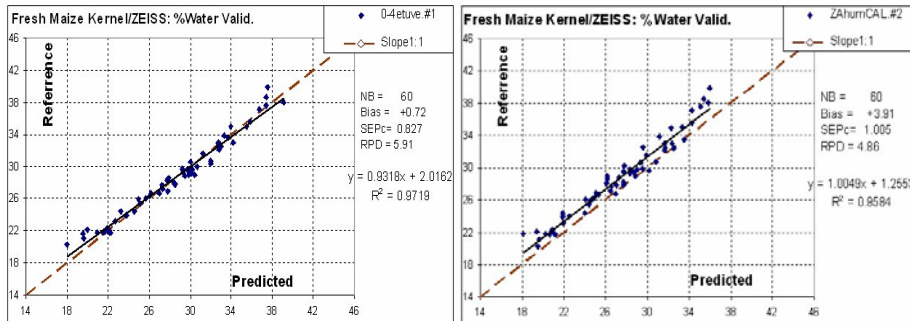 Fresh Maize Kernel/ZEISS: %Water Valid.
0-4etuve.#1
Slope1:1
46
42
38
34
30
26
22
18
14
Referrence
NB = 60
Bias = +0.72
SEPc= 0.827
RPD = 5.91
y = 0.9318x + 2.0162
R² = 0.9719
Predicted
14 18 22 26 30 34 38 42 46
Fresh Maize Kernel/ZEISS: %Water Valid.
ZAhumCAL.#2
Slope1:1
46
42
38
34
30
26
22
18
14
Referrence
NB = 60
Bias = +3.91
SEPc= 1.005
RPD = 4.86
y = 1.0049x + 1.2553
R² = 0.9584
Predicted
14 18 22 26 30 34 38 42 46